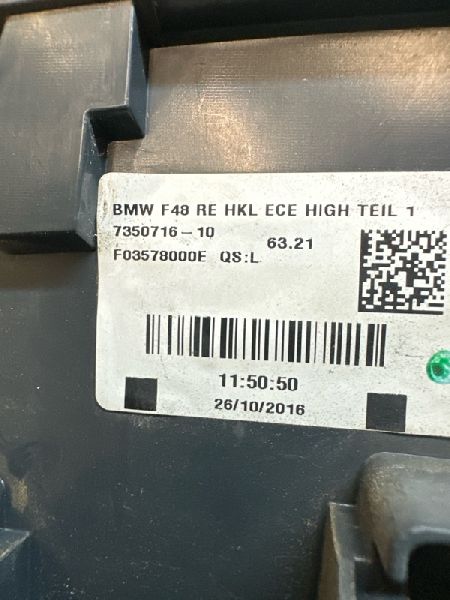 BMW F48 RE HKL ECE HIGH TEIL 1
7350716-10
63.21
F03578000E QS:L
11:50:50
26/10/2016